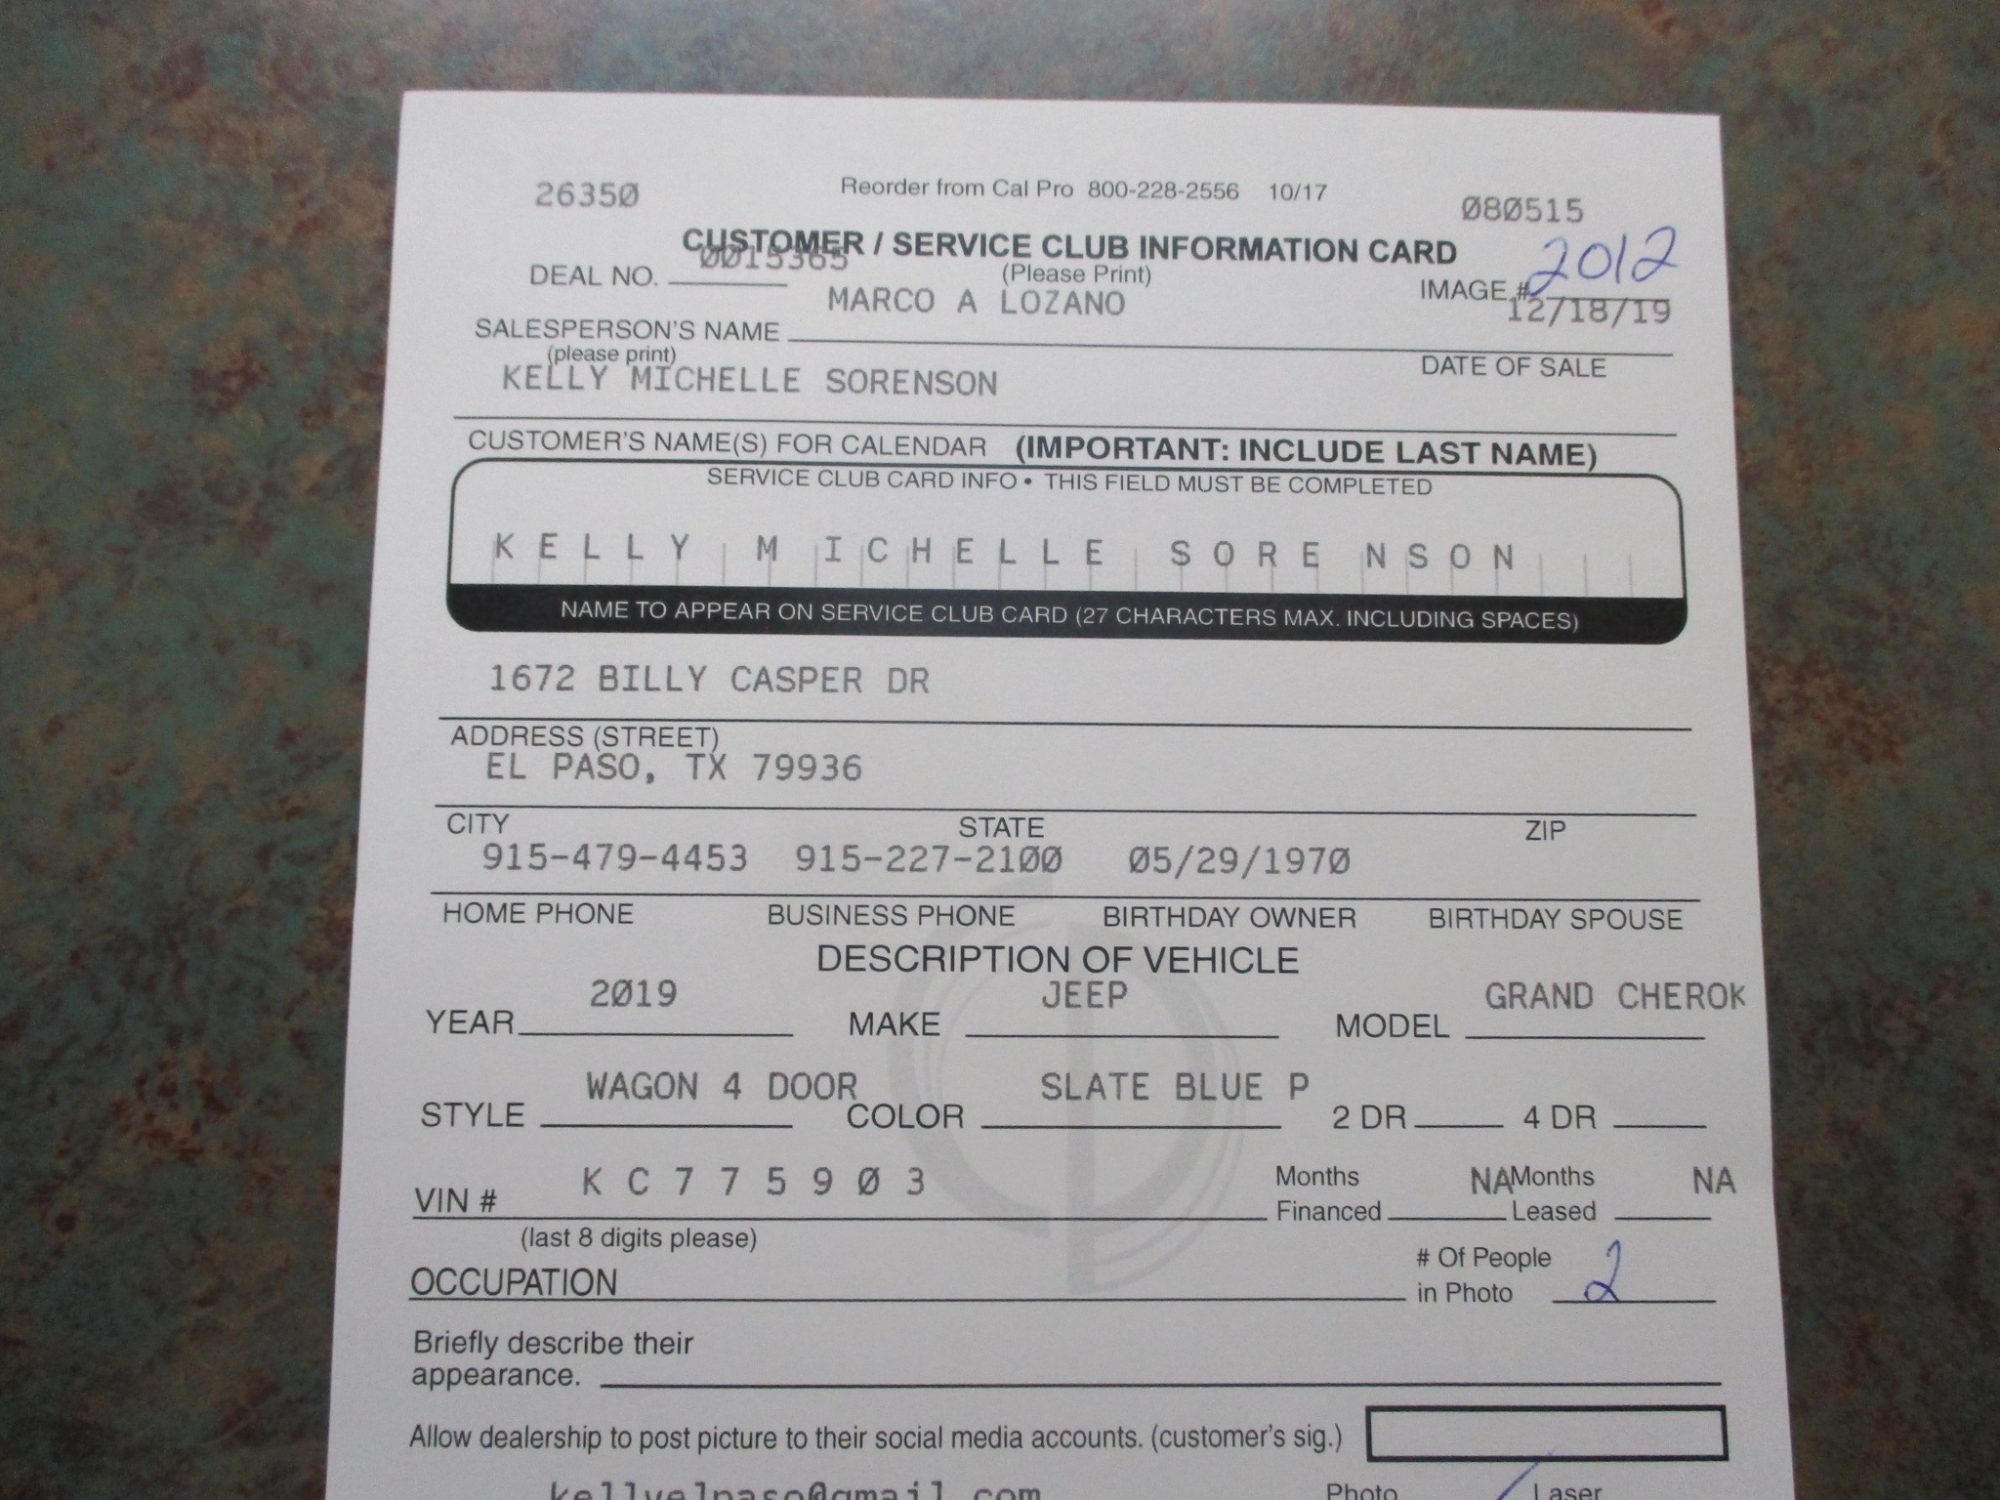 26350 Reorder from Cal Pro 800-228-2556 10/17 080515
CUSTOMER / SERVICE CLUB INFORMATION CARD
DEAL NO. 0015365 (Please Print) IMAGE # 2012
SALESPERSON'S NAME MARCO A LOZANO 12/18/19
(please print) DATE OF SALE
KELLY MICHELLE SORENSON
CUSTOMER'S NAME(S) FOR CALENDAR (IMPORTANT: INCLUDE LAST NAME)
SERVICE CLUB CARD INFO • THIS FIELD MUST BE COMPLETED
KELLY MICHELLE SORENSON
NAME TO APPEAR ON SERVICE CLUB CARD (27 CHARACTERS MAX. INCLUDING SPACES)
1672 BILLY CASPER DR
ADDRESS (STREET)
EL PASO, TX 79936
CITY STATE ZIP
915-479-4453 915-227-2100 05/29/1970
HOME PHONE BUSINESS PHONE BIRTHDAY OWNER BIRTHDAY SPOUSE
DESCRIPTION OF VEHICLE
YEAR 2019 MAKE JEEP MODEL GRAND CHEROK
STYLE WAGON 4 DOOR COLOR SLATE BLUE P 2 DR 4 DR
VIN # KC775903 Months Financed NA Months Leased NA
(last 8 digits please)
OCCUPATION # Of People in Photo 2
Briefly describe their
appearance.
Allow dealership to post picture to their social media accounts. (customer's sig.)
kellyelpaso@gmail.com Photo Laser